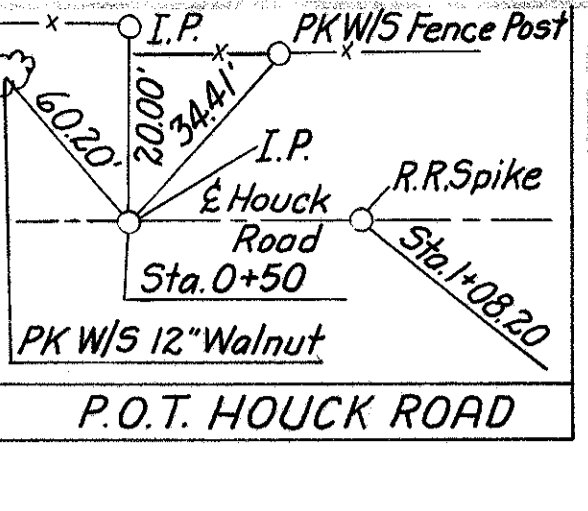 I.P.
PK W/S Fence Post
60.20'
20.00'
34.41'
I.P.
R.R. Spike
℄ Houck
Road
Sta. 0+50
Sta. 1+08.20
PK W/S 12" Walnut
P.O.T. HOUCK ROAD